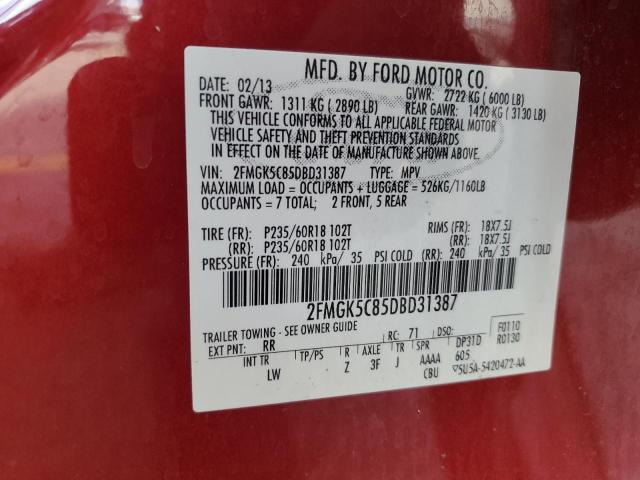 MFD. BY FORD MOTOR CO.
DATE: 02/13 GVWR: 2722 KG ( 6000 LB)
FRONT GAWR: 1311 KG ( 2890 LB) REAR GAWR: 1420 KG ( 3130 LB)
THIS VEHICLE CONFORMS TO ALL APPLICABLE FEDERAL MOTOR
VEHICLE SAFETY AND THEFT PREVENTION STANDARDS
IN EFFECT ON THE DATE OF MANUFACTURE SHOWN ABOVE.
VIN: 2FMGK5C85DBD31387 TYPE: MPV
MAXIMUM LOAD = OCCUPANTS + LUGGAGE = 526KG/1160LB
OCCUPANTS = 7 TOTAL; 2 FRONT, 5 REAR
TIRE (FR): P235/60R18 102T RIMS (FR): 18X7.5J
(RR): P235/60R18 102T (RR): 18X7.5J
PRESSURE (FR): 240 kPa/ 35 PSI COLD (RR): 240 kPa/ 35 PSI COLD
2FMGK5C85DBD31387
TRAILER TOWING - SEE OWNER GUIDE F0110
EXT PNT: RR RC: 71 DSO: R0130
INT TR TP/PS R AXLE TR SPR DP31D
LW Z 3F J AAAA 605
CBU 5U5A-5420472-AA